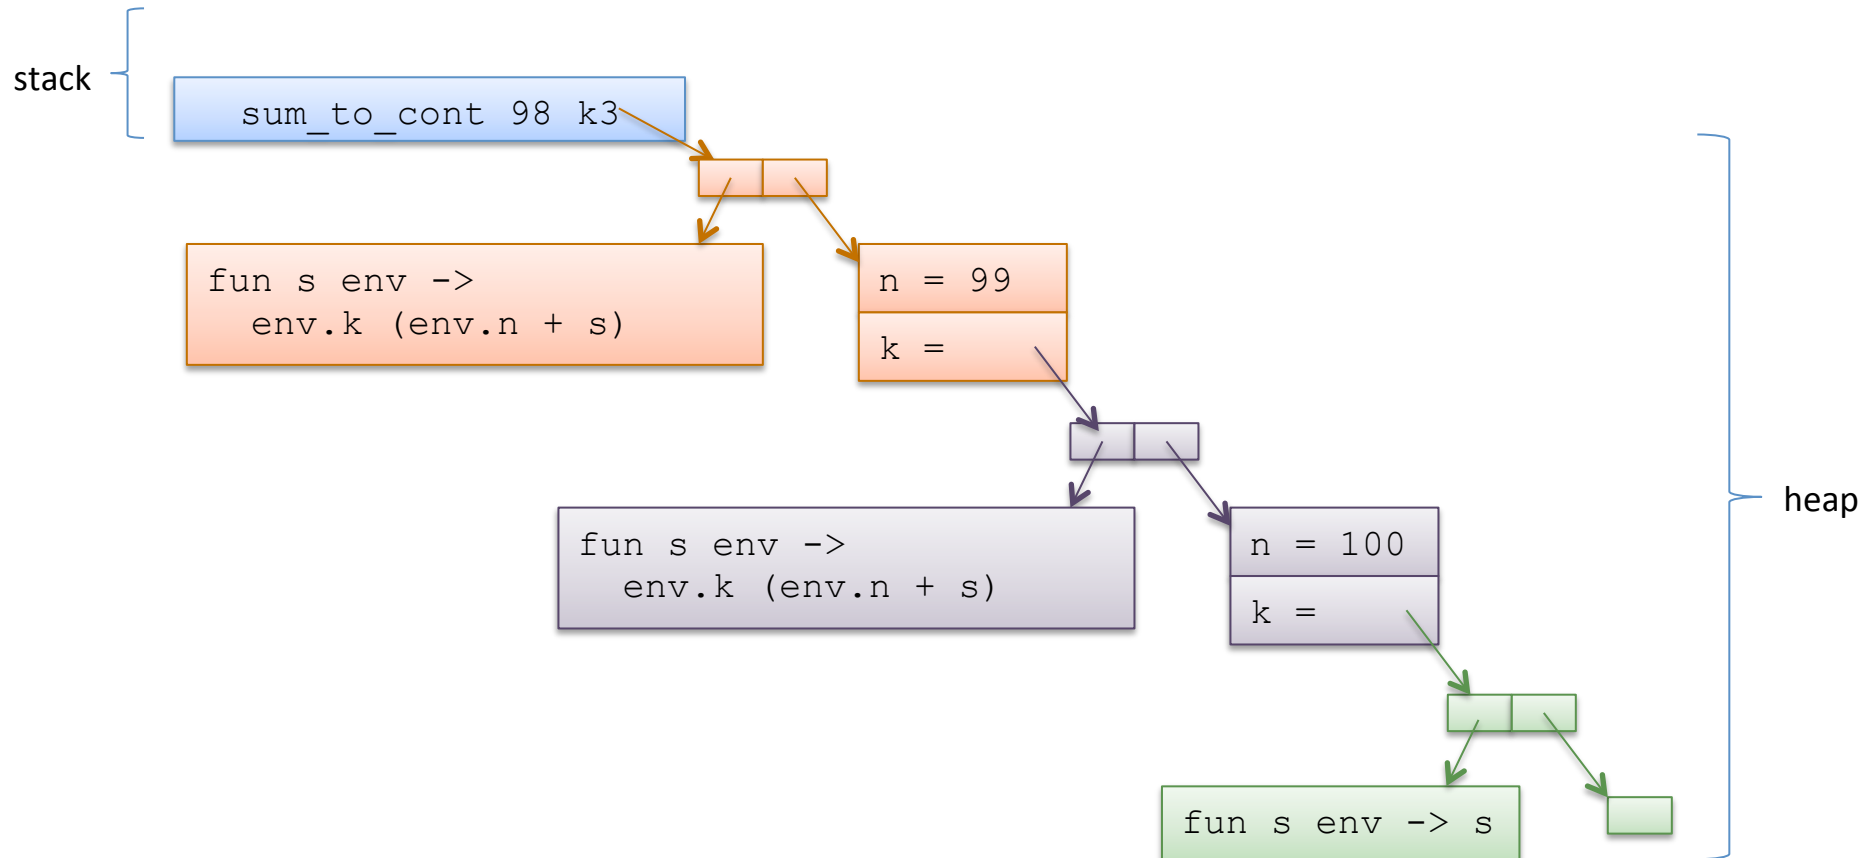 stack
sum_to_cont 98 k3
fun s env ->
env.k (env.n + s)
n = 99
k =
fun s env ->
env.k (env.n + s)
n = 100
k =
heap
fun s env -> s